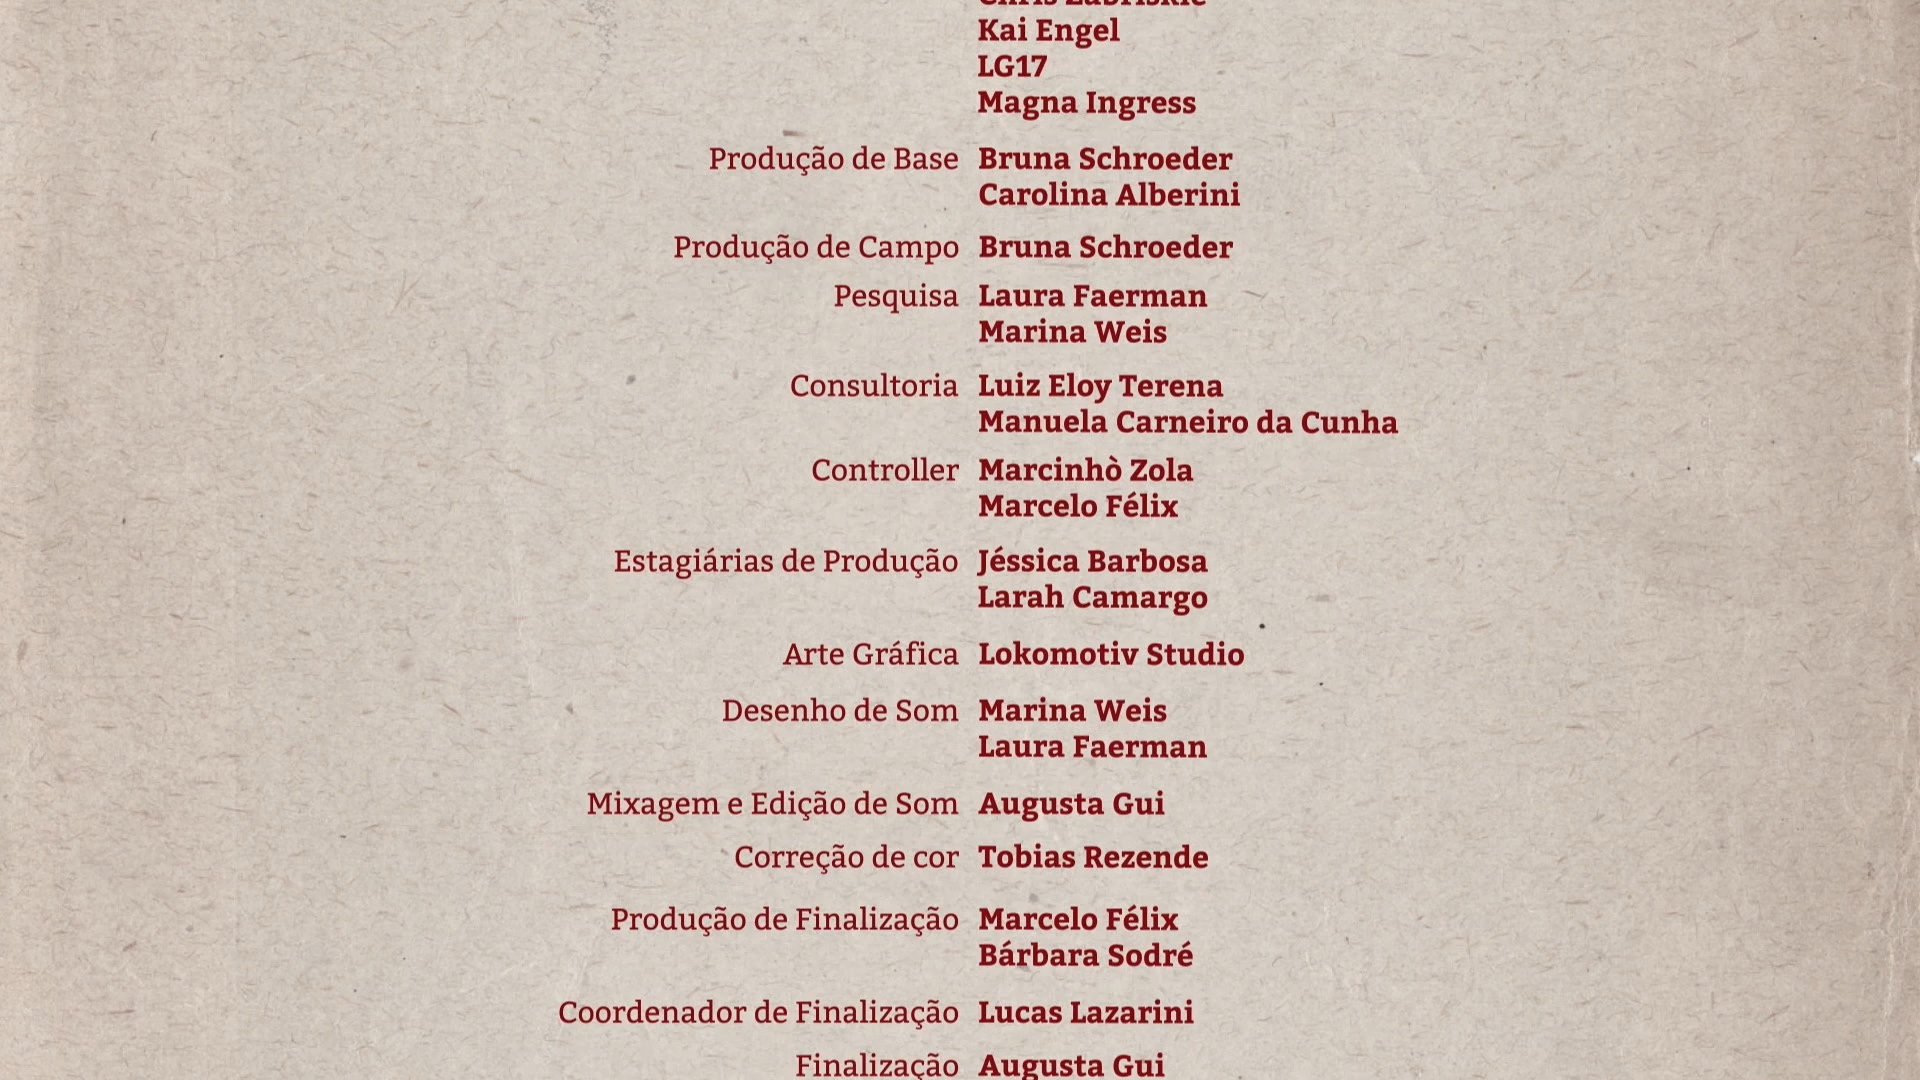 Chris Zabriskie
Kai Engel
LG17
Magna Ingress
Produção de Base Bruna Schroeder
Carolina Alberini
Produção de Campo Bruna Schroeder
Pesquisa Laura Faerman
Marina Weis
Consultoria Luiz Eloy Terena
Manuela Carneiro da Cunha
Controller Marcinhò Zola
Marcelo Félix
Estagiárias de Produção Jéssica Barbosa
Larah Camargo
Arte Gráfica Lokomotiv Studio
Desenho de Som Marina Weis
Laura Faerman
Mixagem e Edição de Som Augusta Gui
Correção de cor Tobias Rezende
Produção de Finalização Marcelo Félix
Bárbara Sodré
Coordenador de Finalização Lucas Lazarini
Finalização Augusta Gui